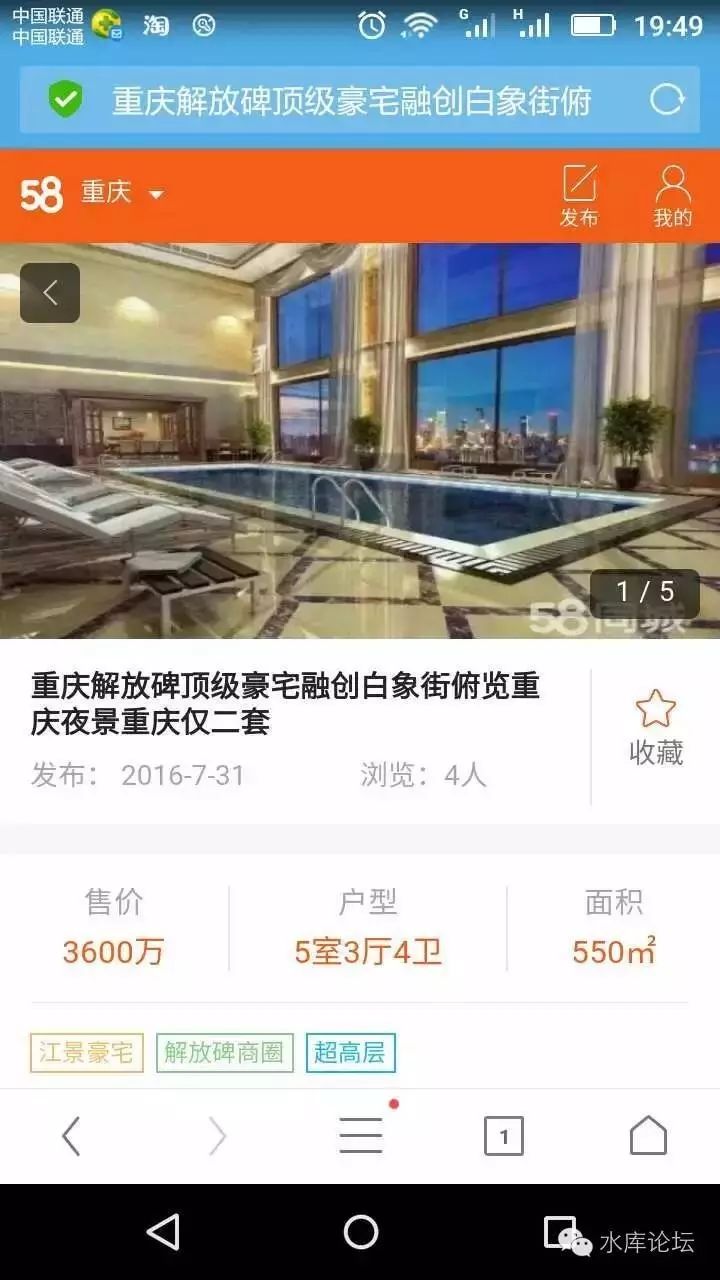 中国联通
中国联通
淘
G
H
19:49
重庆解放碑顶级豪宅融创白象街俯
58 重庆
发布
我的
1 / 5
58同城
重庆解放碑顶级豪宅融创白象街俯览重
庆夜景重庆仅二套
收藏
发布： 2016-7-31 浏览：4人
售价 户型 面积
3600万 5室3厅4卫 550㎡
江景豪宅 解放碑商圈 超高层
1
水库论坛